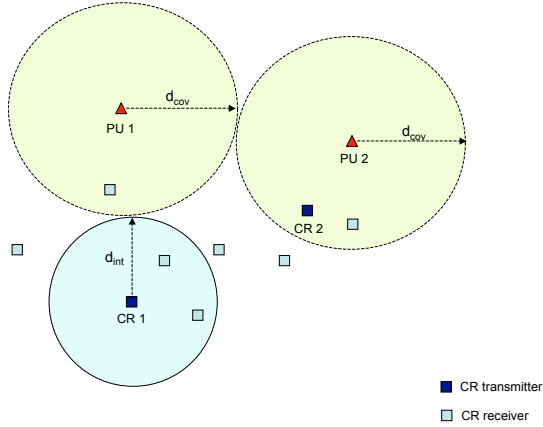 d_cov
PU 1
d_cov
PU 2
CR 2
d_int
CR 1
CR transmitter
CR receiver